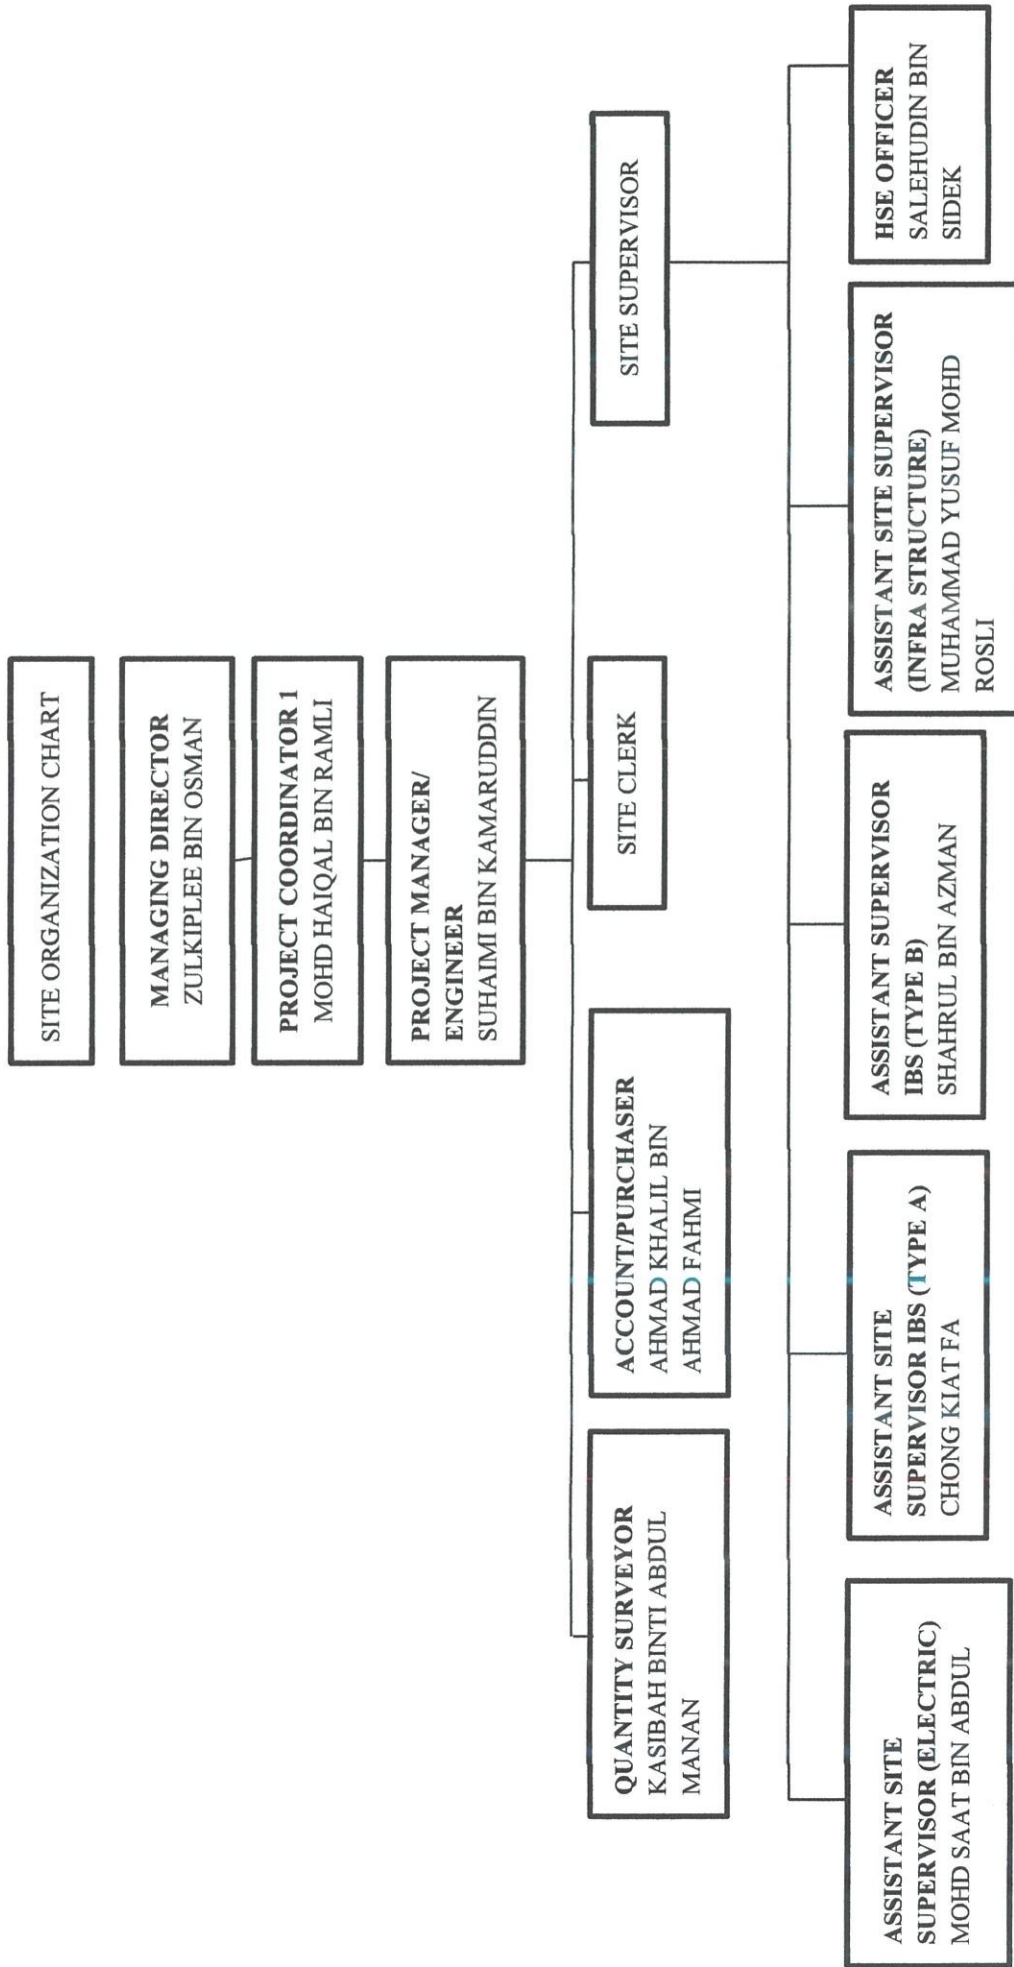 SITE ORGANIZATION CHART
MANAGING DIRECTOR
ZULKIPLEE BIN OSMAN
PROJECT COORDINATOR 1
MOHD HAIQAL BIN RAMLI
PROJECT MANAGER/
ENGINEER
SUHAIMI BIN KAMARUDDIN
QUANTITY SURVEYOR
KASIBAH BINTI ABDUL
MANAN
ACCOUNT/PURCHASER
AHMAD KHALIL BIN
AHMAD FAHMI
SITE CLERK
SITE SUPERVISOR
ASSISTANT SITE
SUPERVISOR (ELECTRIC)
MOHD SAAT BIN ABDUL
ASSISTANT SITE
SUPERVISOR IBS (TYPE A)
CHONG KIAT FA
ASSISTANT SUPERVISOR
IBS (TYPE B)
SHAHRUL BIN AZMAN
ASSISTANT SITE SUPERVISOR
(INFRA STRUCTURE)
MUHAMMAD YUSUF MOHD
ROSLI
HSE OFFICER
SALEHUDIN BIN
SIDEK